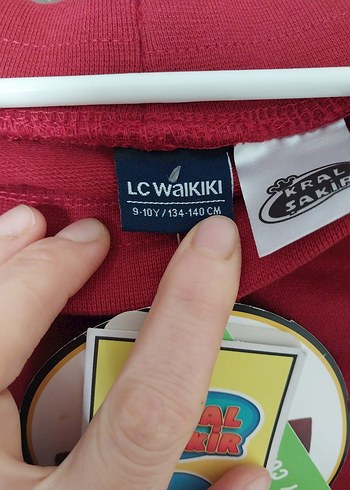 LC WAIKIKI
9-10Y / 134-140 CM
KRAL
ŞAKİR
KRAL
ŞAKİR